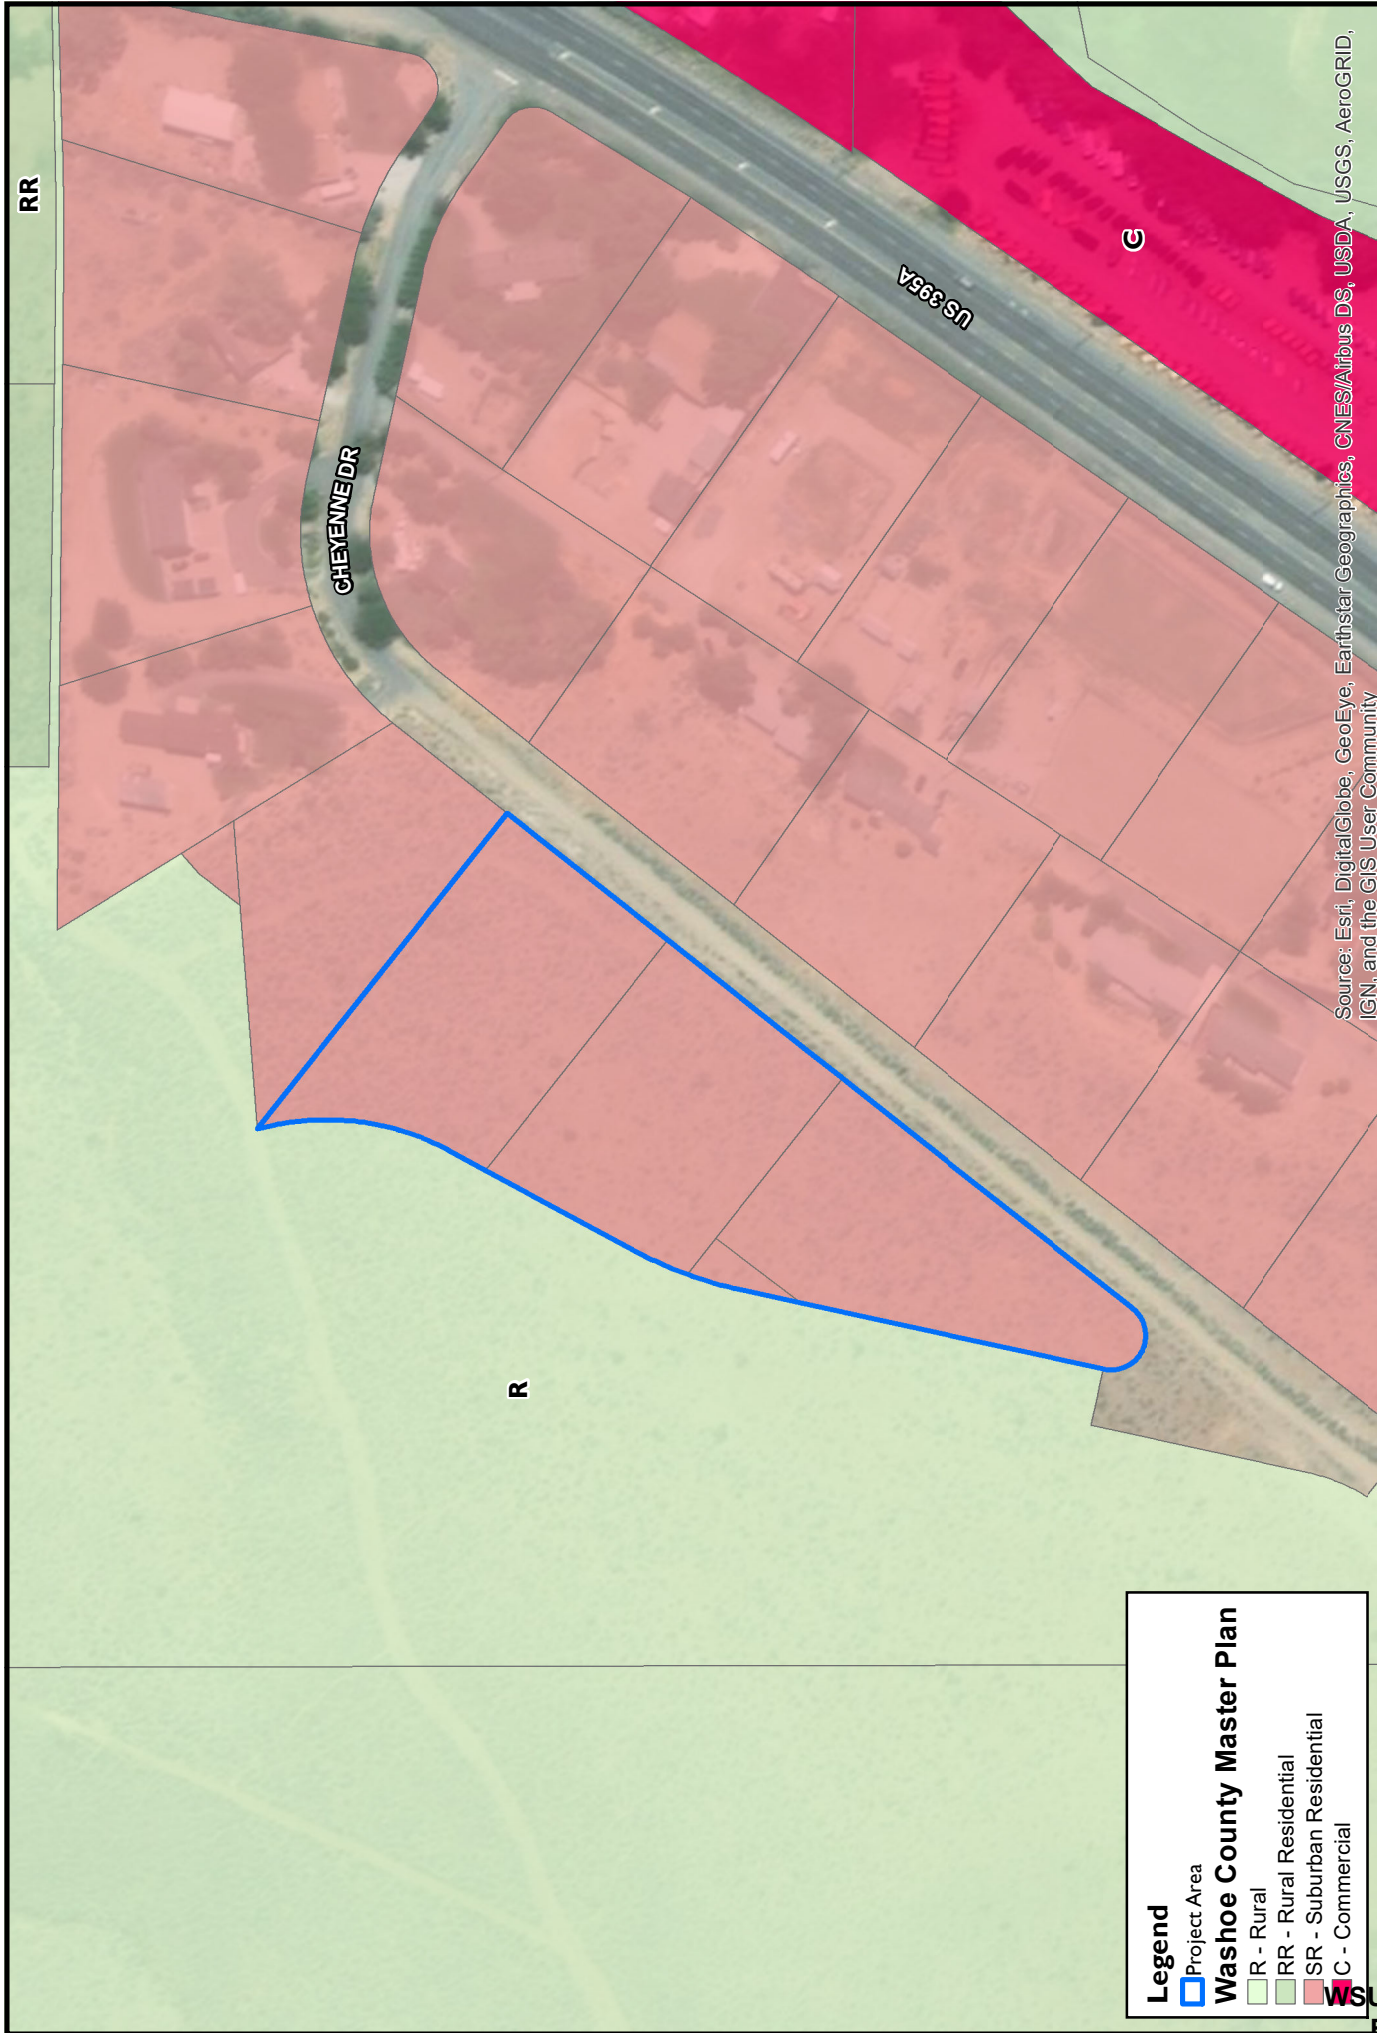 RR
CHEYENNE DR
US 395A
C
R
Legend
Project Area
Washoe County Master Plan
R - Rural
RR - Rural Residential
SR - Suburban Residential
C - Commercial
Source: Esri, DigitalGlobe, GeoEye, Earthstar Geographics, CNES/Airbus DS, USDA, USGS, AeroGRID,
IGN, and the GIS User Community